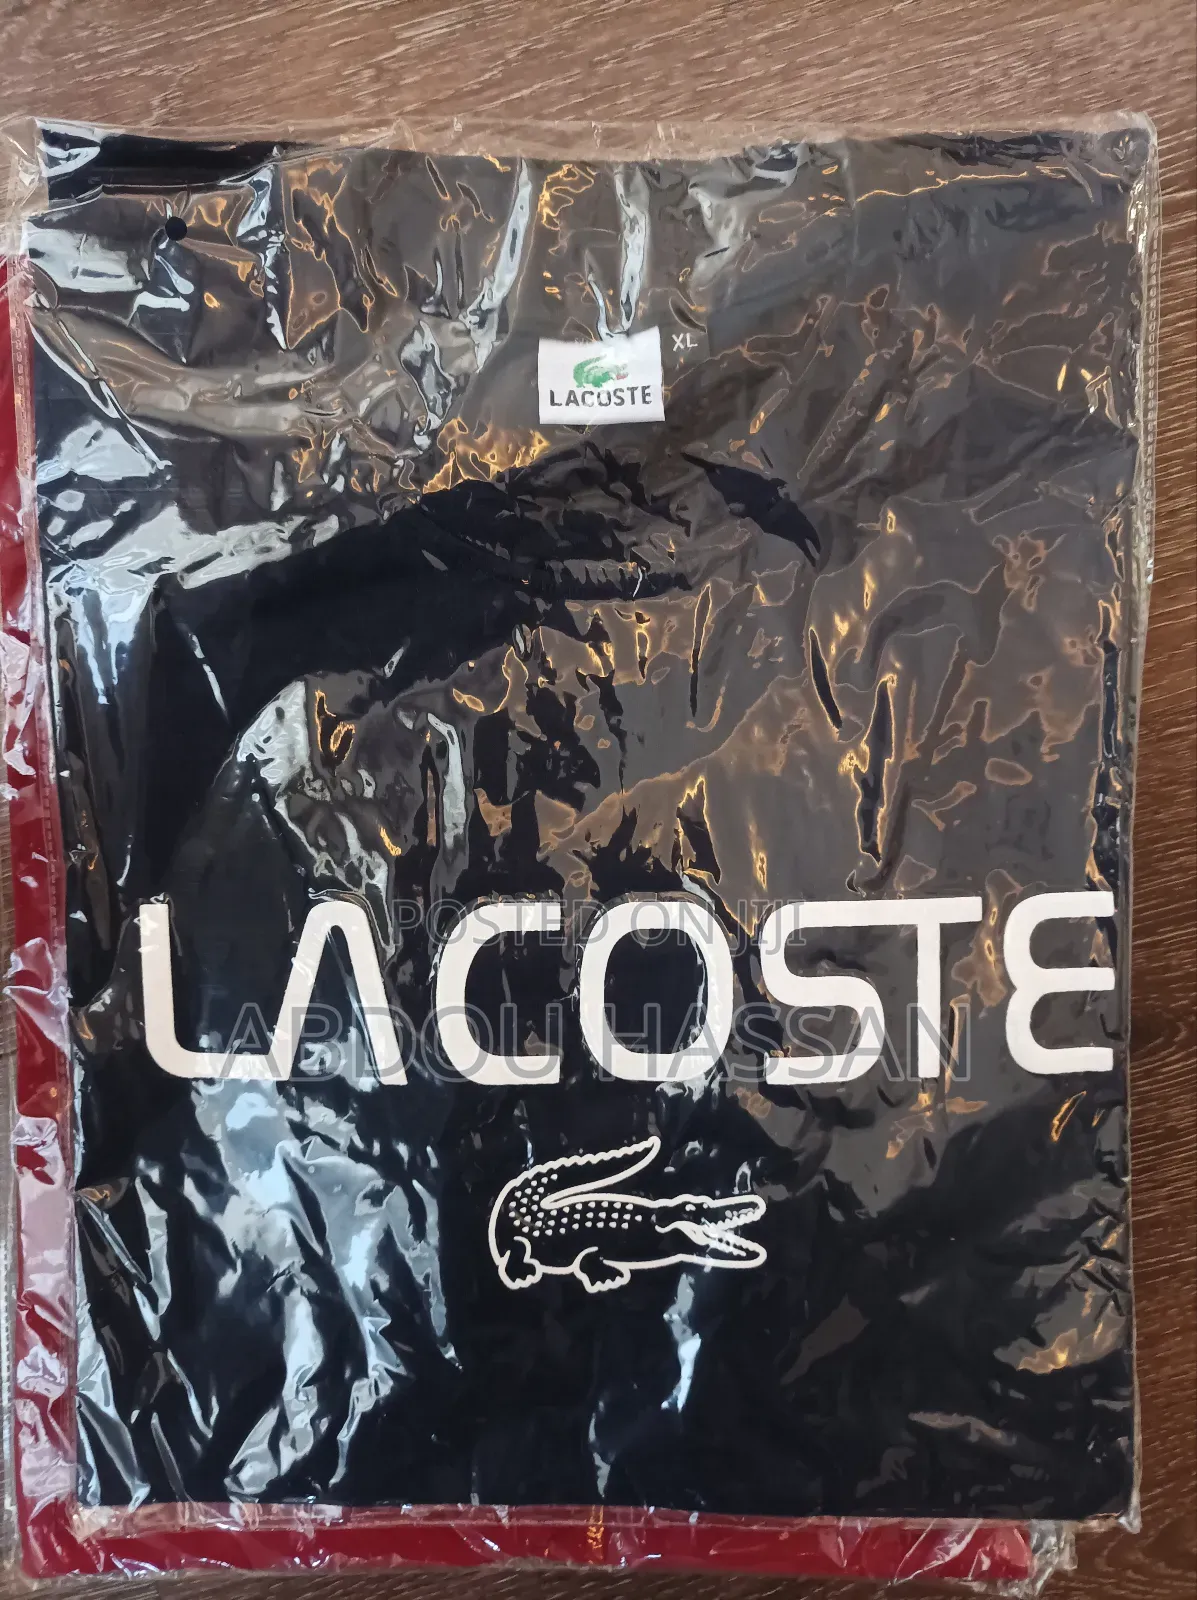 XL
LACOSTE
POSTED ON JIJI
LACOSTE
ABDOU HASSAN